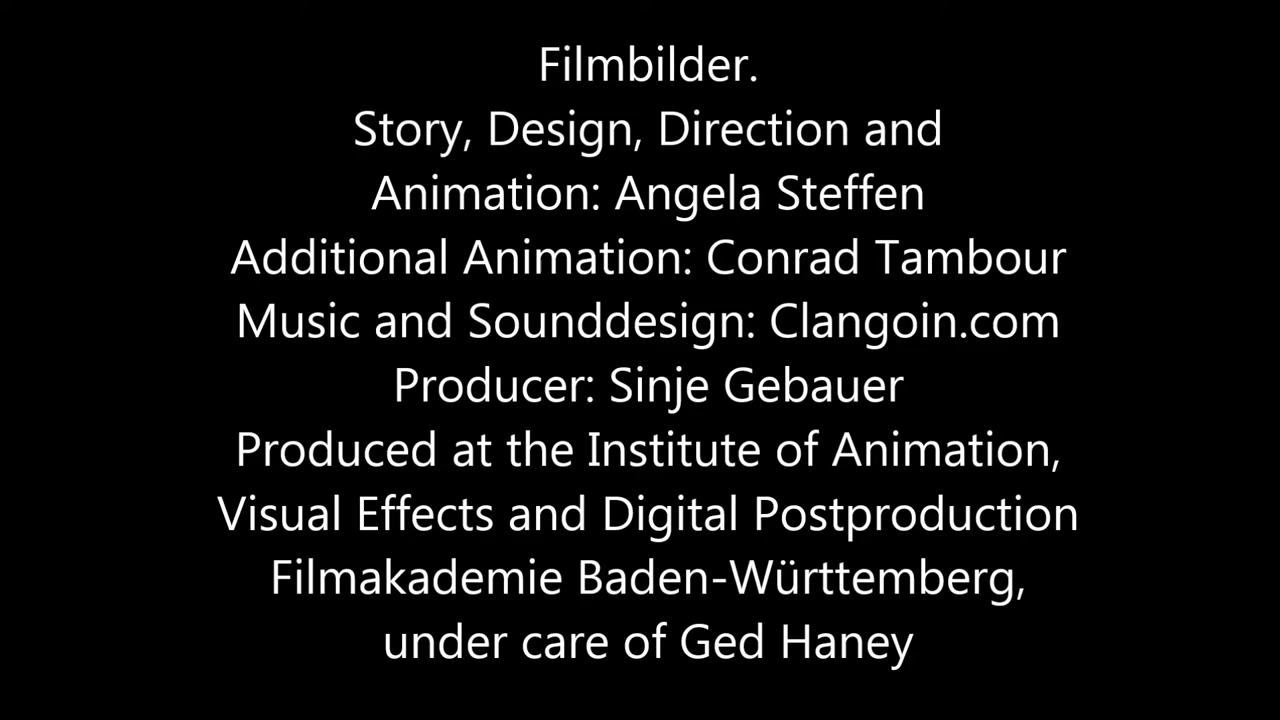 Filmbilder.
Story, Design, Direction and
Animation: Angela Steffen
Additional Animation: Conrad Tambour
Music and Sounddesign: Clangoin.com
Producer: Sinje Gebauer
Produced at the Institute of Animation,
Visual Effects and Digital Postproduction
Filmakademie Baden-Württemberg,
under care of Ged Haney